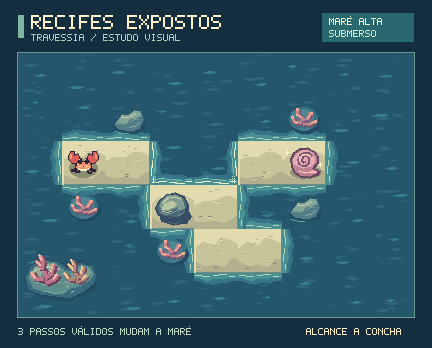 RECIFES EXPOSTOS
TRAVESSIA / ESTUDO VISUAL
MARÉ ALTA
SUBMERSO
3 PASSOS VÁLIDOS MUDAM A MARÉ
ALCANCE A CONCHA